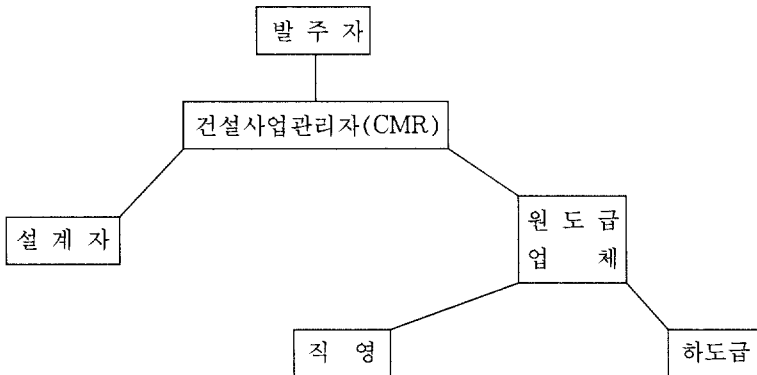 발 주 자
건설사업관리자(CMR)
설 계 자
원 도 급
업 체
직 영
하도급